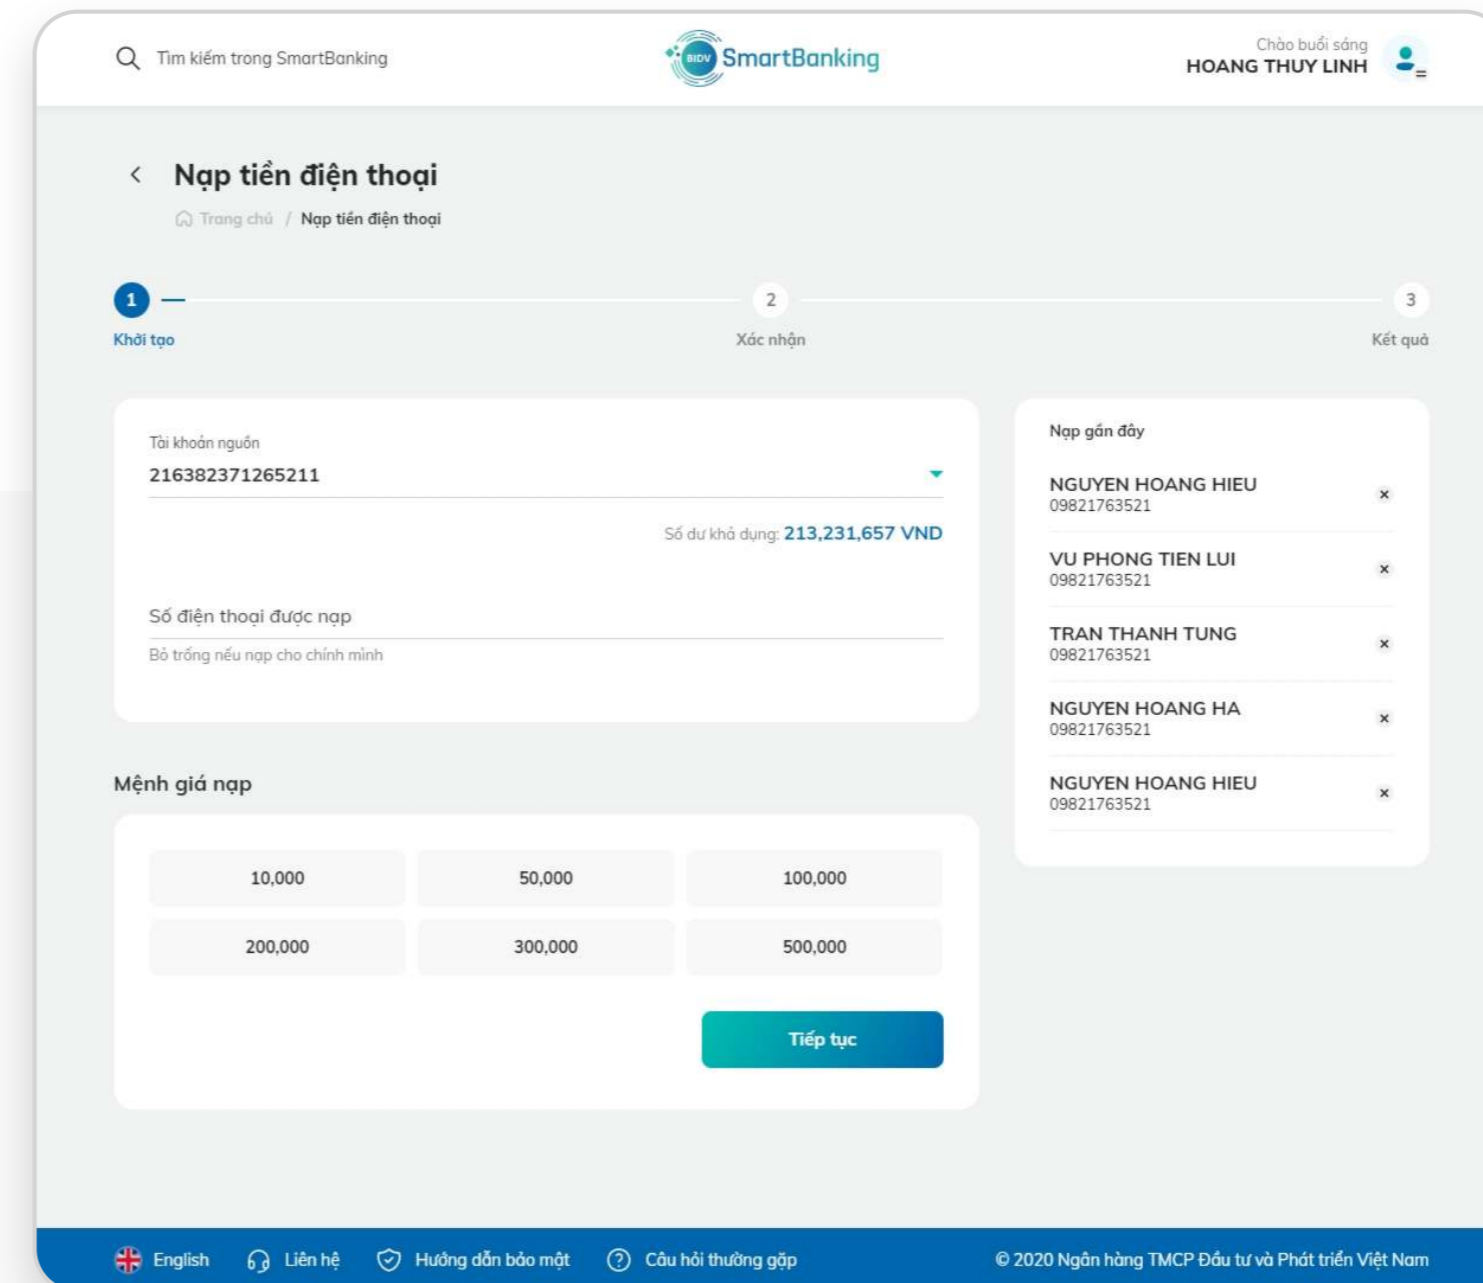 Tìm kiếm trong SmartBanking
BIDV SmartBanking
Chào buổi sáng
HOANG THUY LINH
Nạp tiền điện thoại
Trang chủ / Nạp tiền điện thoại
1
2
3
Khởi tạo
Xác nhận
Kết quả
Tài khoản nguồn
216382371265211
Số dư khả dụng: 213,231,657 VND
Số điện thoại được nạp
Bỏ trống nếu nạp cho chính mình
Mệnh giá nạp
10,000
50,000
100,000
200,000
300,000
500,000
Tiếp tục
Nạp gần đây
NGUYEN HOANG HIEU
09821763521
VU PHONG TIEN LUI
09821763521
TRAN THANH TUNG
09821763521
NGUYEN HOANG HA
09821763521
NGUYEN HOANG HIEU
09821763521
English
Liên hệ
Hướng dẫn bảo mật
Câu hỏi thường gặp
© 2020 Ngân hàng TMCP Đầu tư và Phát triển Việt Nam